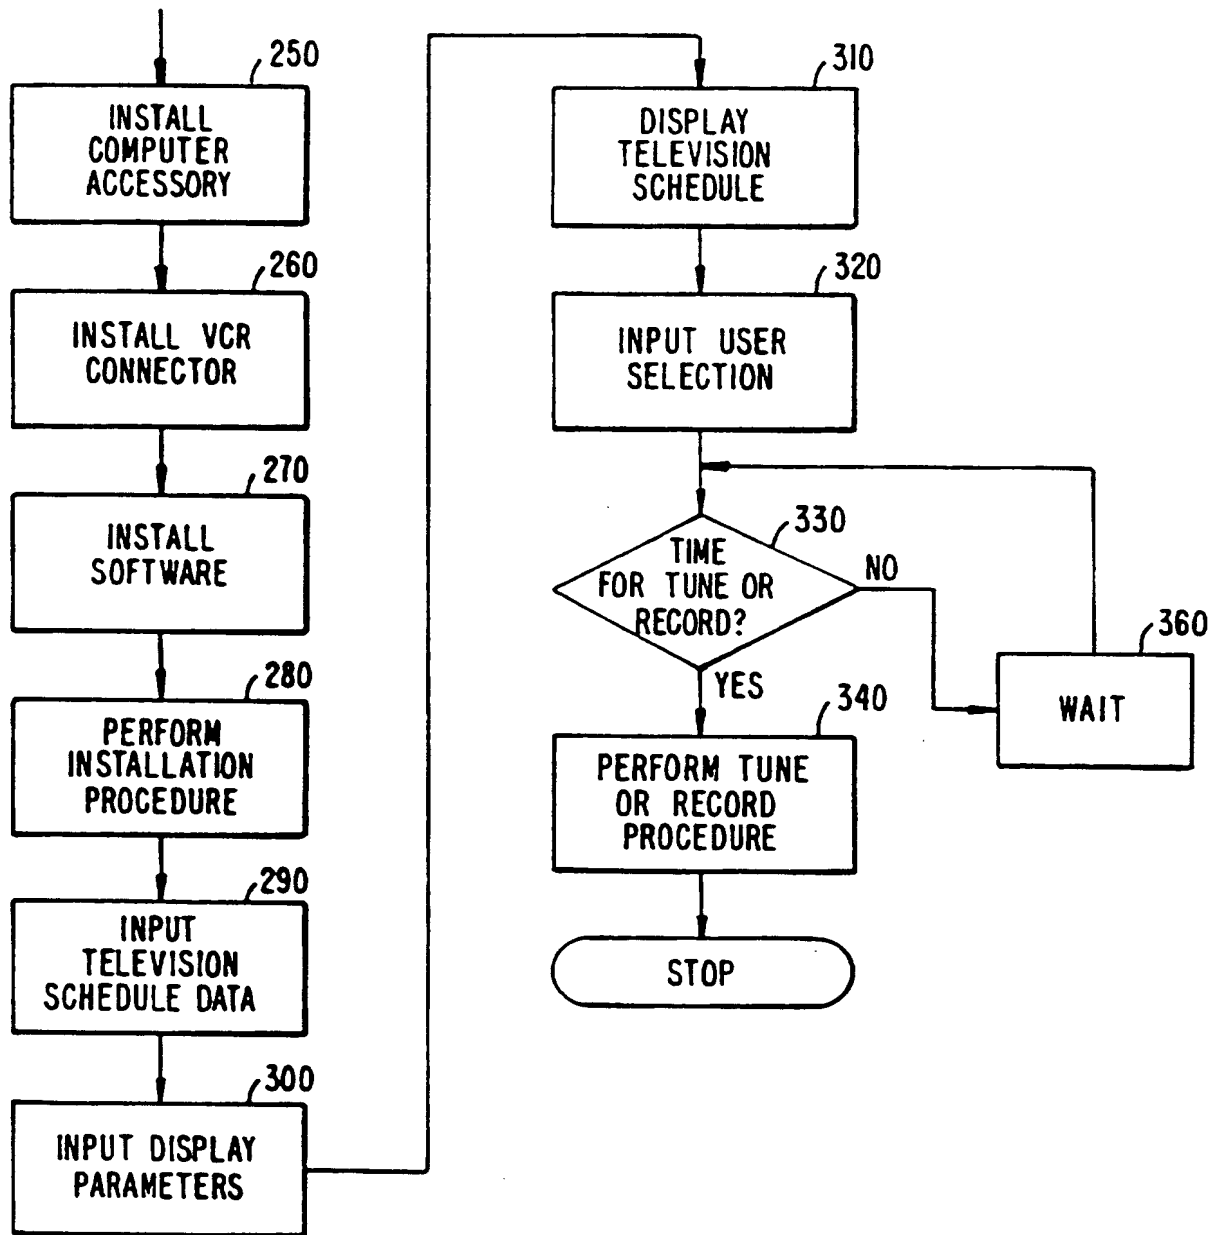 250
INSTALL
COMPUTER
ACCESSORY
260
INSTALL VCR
CONNECTOR
270
INSTALL
SOFTWARE
280
PERFORM
INSTALLATION
PROCEDURE
290
INPUT
TELEVISION
SCHEDULE DATA
300
INPUT DISPLAY
PARAMETERS
310
DISPLAY
TELEVISION
SCHEDULE
320
INPUT USER
SELECTION
330
TIME
FOR TUNE OR
RECORD?
NO
YES
360
WAIT
340
PERFORM TUNE
OR RECORD
PROCEDURE
STOP